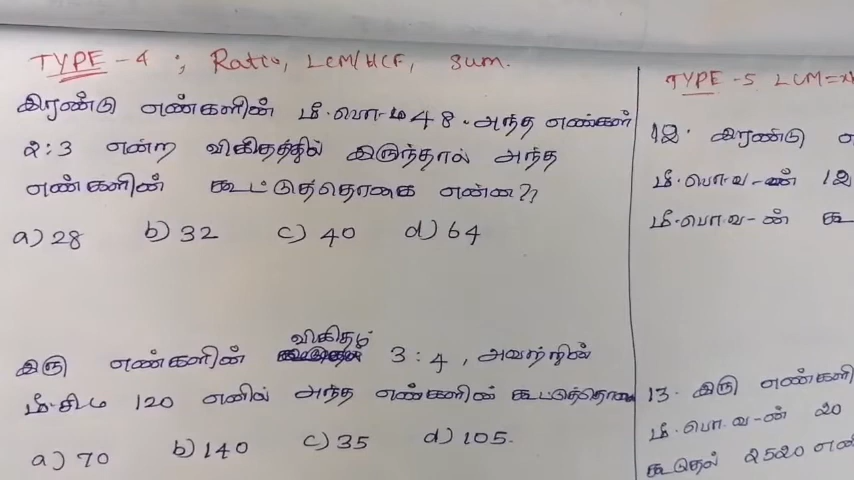 TYPE - 4 ; Ratio, LCM/HCF, sum.
இரண்டு எண்களின் மீ.பொ.ம 48. அந்த எண்கள்
2:3 என்ற விகிதத்தில் இருந்தால் அந்த
எண்களின் கூட்டுத்தொகை என்ன??
a) 28 b) 32 c) 40 d) 64
விகிதம்
இரு எண்களின் 3 : 4, அவற்றின்
மீ.சி.ம 120 எனில் அந்த எண்களின் கூட்டுத்தொகை
a) 70 b) 140 c) 35 d) 105.
TYPE - 5 LCM=
12. இரண்டு
மீ.பொ.வ-ன் 12
மீ.பொ.வ-ன் கூ
13. இரு எண்களி
மீ.பொ.வ-ன் 20
கூடுதல் 2520 என